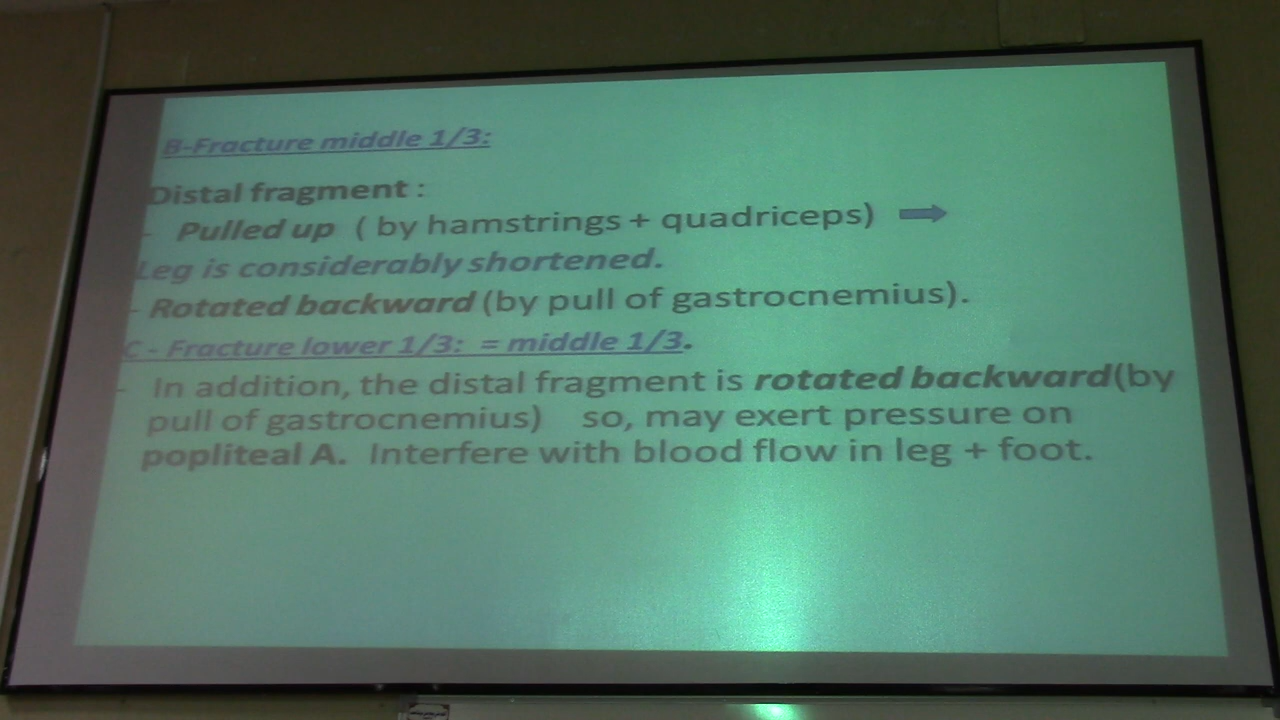 B-Fracture middle 1/3:
Distal fragment :
- Pulled up ( by hamstrings + quadriceps) ➡
Leg is considerably shortened.
- Rotated backward (by pull of gastrocnemius).
C - Fracture lower 1/3: = middle 1/3.
- In addition, the distal fragment is rotated backward(by
pull of gastrocnemius) so, may exert pressure on
popliteal A. Interfere with blood flow in leg + foot.